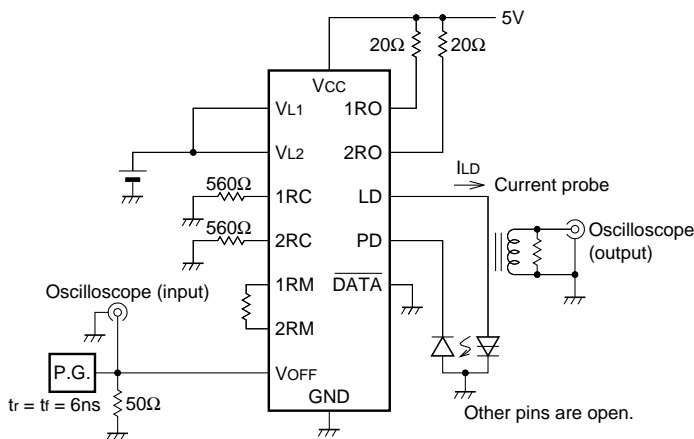 5V
20Ω 20Ω
VCC
VL1 1RO
VL2 2RO
560Ω 1RC LD
ILD
Current probe
560Ω 2RC PD
Oscilloscope (output)
1RM DATA
2RM
Oscilloscope (input)
P.G. VOFF
tr = tf = 6ns 50Ω
GND
Other pins are open.